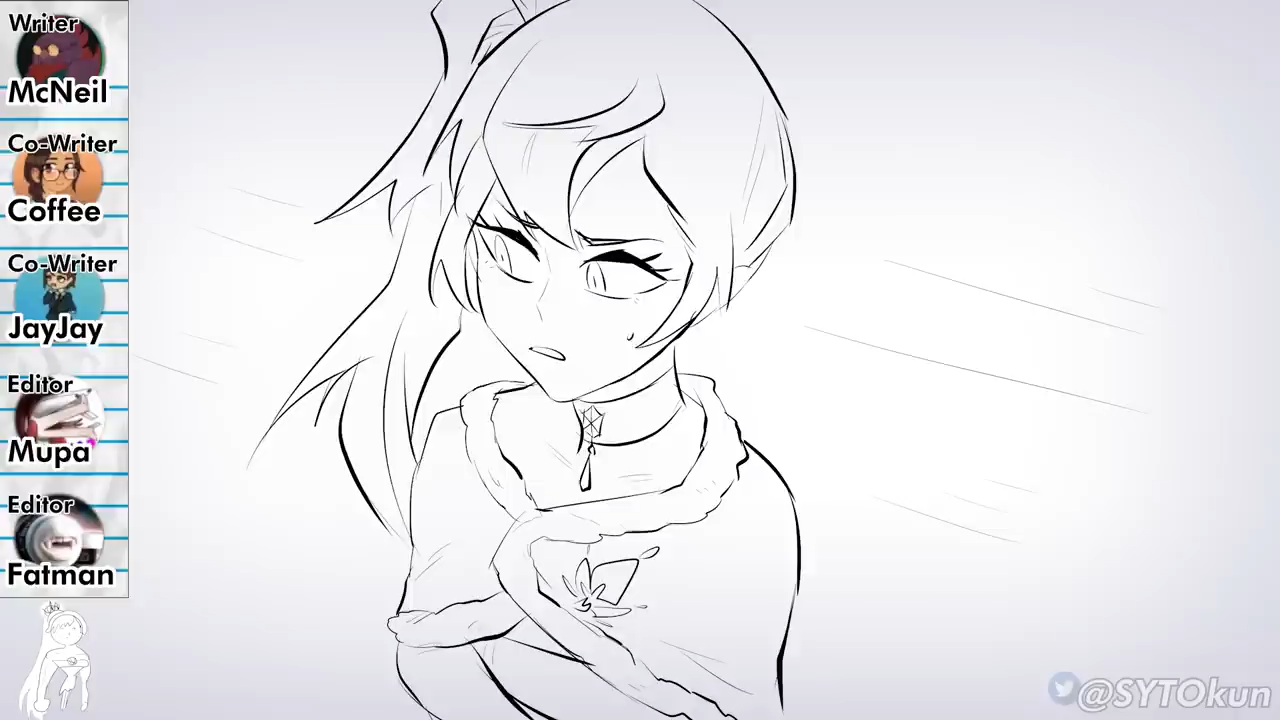 Writer
McNeil
Co-Writer
Coffee
Co-Writer
JayJay
Editor
Mupa
Editor
Fatman
@SYTOkun